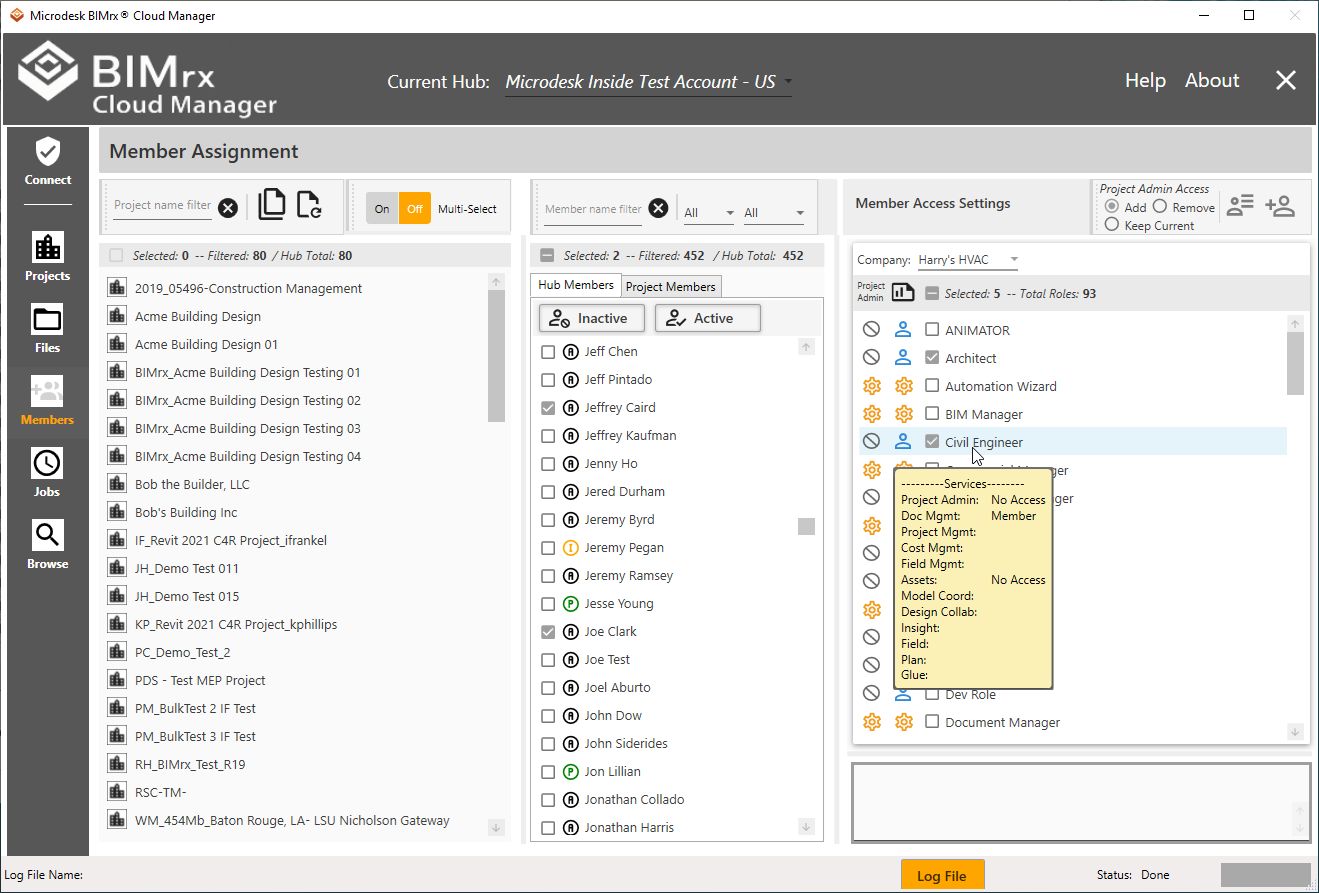 Microdesk BIMrx® Cloud Manager
BIMrx
Cloud Manager
Current Hub: Microdesk Inside Test Account - US
Help About
Connect
Projects
Files
Members
Jobs
Browse
Member Assignment
Project name filter
On Off Multi-Select
Selected: 0 -- Filtered: 80 / Hub Total: 80
2019_05496-Construction Management
Acme Building Design
Acme Building Design 01
BIMrx_Acme Building Design Testing 01
BIMrx_Acme Building Design Testing 02
BIMrx_Acme Building Design Testing 03
BIMrx_Acme Building Design Testing 04
Bob the Builder, LLC
Bob's Building Inc
IF_Revit 2021 C4R Project_ifrankel
JH_Demo Test 011
JH_Demo Test 015
KP_Revit 2021 C4R Project_kphillips
PC_Demo_Test_2
PDS - Test MEP Project
PM_BulkTest 2 IF Test
PM_BulkTest 3 IF Test
RH_BIMrx_Test_R19
RSC-TM-
WM_454Mb_Baton Rouge, LA- LSU Nicholson Gateway
Member name filter
All All
Selected: 2 -- Filtered: 452 / Hub Total: 452
Hub Members Project Members
Inactive Active
A Jeff Chen
A Jeff Pintado
A Jeffrey Caird
A Jeffrey Kaufman
A Jenny Ho
A Jered Durham
A Jeremy Byrd
I Jeremy Pegan
A Jeremy Ramsey
P Jesse Young
A Joe Clark
A Joe Test
A Joel Aburto
A John Dow
A John Siderides
P Jon Lillian
A Jonathan Collado
A Jonathan Harris
Member Access Settings
Project Admin Access
Add Remove
Keep Current
Company: Harry's HVAC
Project
Admin
Selected: 5 -- Total Roles: 93
ANIMATOR
Architect
Automation Wizard
BIM Manager
Civil Engineer
---------Services--------
Project Admin: No Access
Doc Mgmt: Member
Project Mgmt:
Cost Mgmt:
Field Mgmt:
Assets: No Access
Model Coord:
Design Collab:
Insight:
Field:
Plan:
Glue:
Dev Role
Document Manager
Log File Name:
Log File
Status: Done